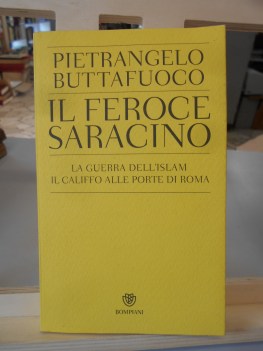 PIETRANGELO
BUTTAFUOCO
IL FEROCE
SARACINO
LA GUERRA DELL'ISLAM
IL CALIFFO ALLE PORTE DI ROMA
BOMPIANI